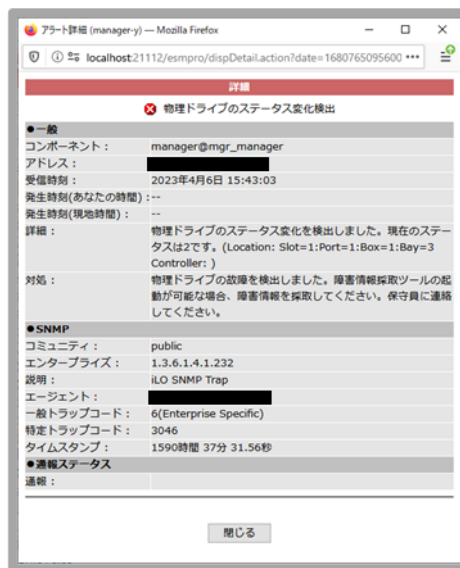 アラート詳細 (manager-y) — Mozilla Firefox
localhost:21112/esmpro/dispDetail.action?date=1680765095600 •••
詳細
物理ドライブのステータス変化検出
●一般
コンポーネント : manager@mgr_manager
アドレス :
受信時刻 : 2023年4月6日 15:43:03
発生時刻(あなたの時間) : --
発生時刻(現地時間) : --
詳細 : 物理ドライブのステータス変化を検出しました。現在のステー
タスは2です。(Location: Slot=1:Port=1:Box=1:Bay=3
Controller: )
対処 : 物理ドライブの故障を検出しました。障害情報採取ツールの起
動が可能な場合、障害情報を採取してください。保守員に連絡
してください。
●SNMP
コミュニティ : public
エンタープライズ : 1.3.6.1.4.1.232
説明 : iLO SNMP Trap
エージェント :
一般トラップコード : 6(Enterprise Specific)
特定トラップコード : 3046
タイムスタンプ : 1590時間 37分 31.56秒
●通報ステータス
通報 :
閉じる